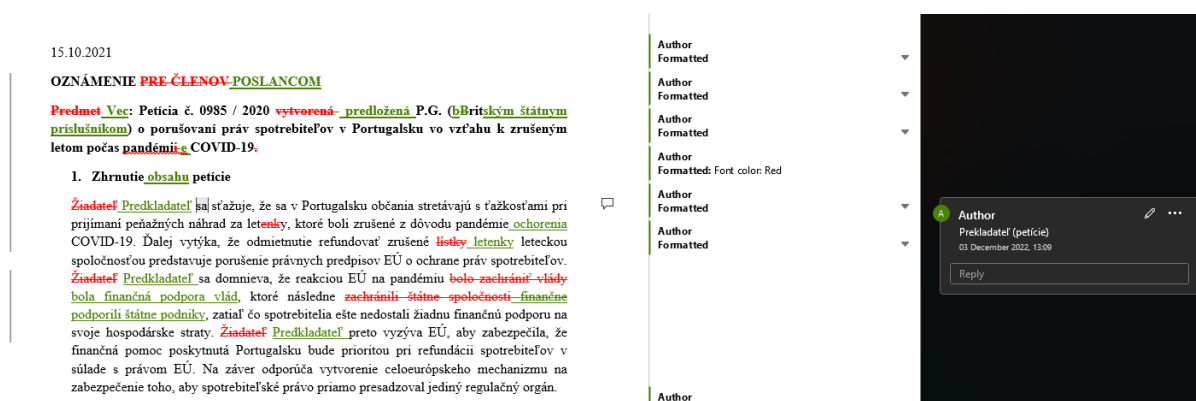 15.10.2021
OZNÁMENIE PRE ČLENOV POSLANCOM
Predmet Vec: Petícia č. 0985 / 2020 vytvorená predložená P.G. (bBritským štátnym
príslušníkom) o porušovaní práv spotrebiteľov v Portugalsku vo vzťahu k zrušeným
letom počas pandémii e COVID-19.
1. Zhrnutie obsahu petície
Žiadateľ Predkladateľ sa sťažuje, že sa v Portugalsku občania stretávajú s ťažkosťami pri
prijímaní peňažných náhrad za letenky, ktoré boli zrušené z dôvodu pandémie ochorenia
COVID-19. Ďalej vytýka, že odmietnutie refundovať zrušené lístky letenky leteckou
spoločnosťou predstavuje porušenie právnych predpisov EÚ o ochrane práv spotrebiteľov.
Žiadateľ Predkladateľ sa domnieva, že reakciou EÚ na pandémiu bolo zachrániť vlády
bola finančná podpora vlád, ktoré následne zachránili štátne spoločnosti finančne
podporili štátne podniky, zatiaľ čo spotrebitelia ešte nedostali žiadnu finančnú podporu na
svoje hospodárske straty. Žiadateľ Predkladateľ preto vyzýva EÚ, aby zabezpečila, že
finančná pomoc poskytnutá Portugalsku bude prioritou pri refundácii spotrebiteľov v
súlade s právom EÚ. Na záver odporúča vytvorenie celoeurópskeho mechanizmu na
zabezpečenie toho, aby spotrebiteľské právo priamo presadzoval jediný regulačný orgán.
Author
Formatted
Author
Formatted
Author
Formatted
Author
Formatted: Font color: Red
Author
Formatted
Author
Formatted
Author
A
Author
Prekladateľ (petície)
03 December 2022, 13:09
Reply